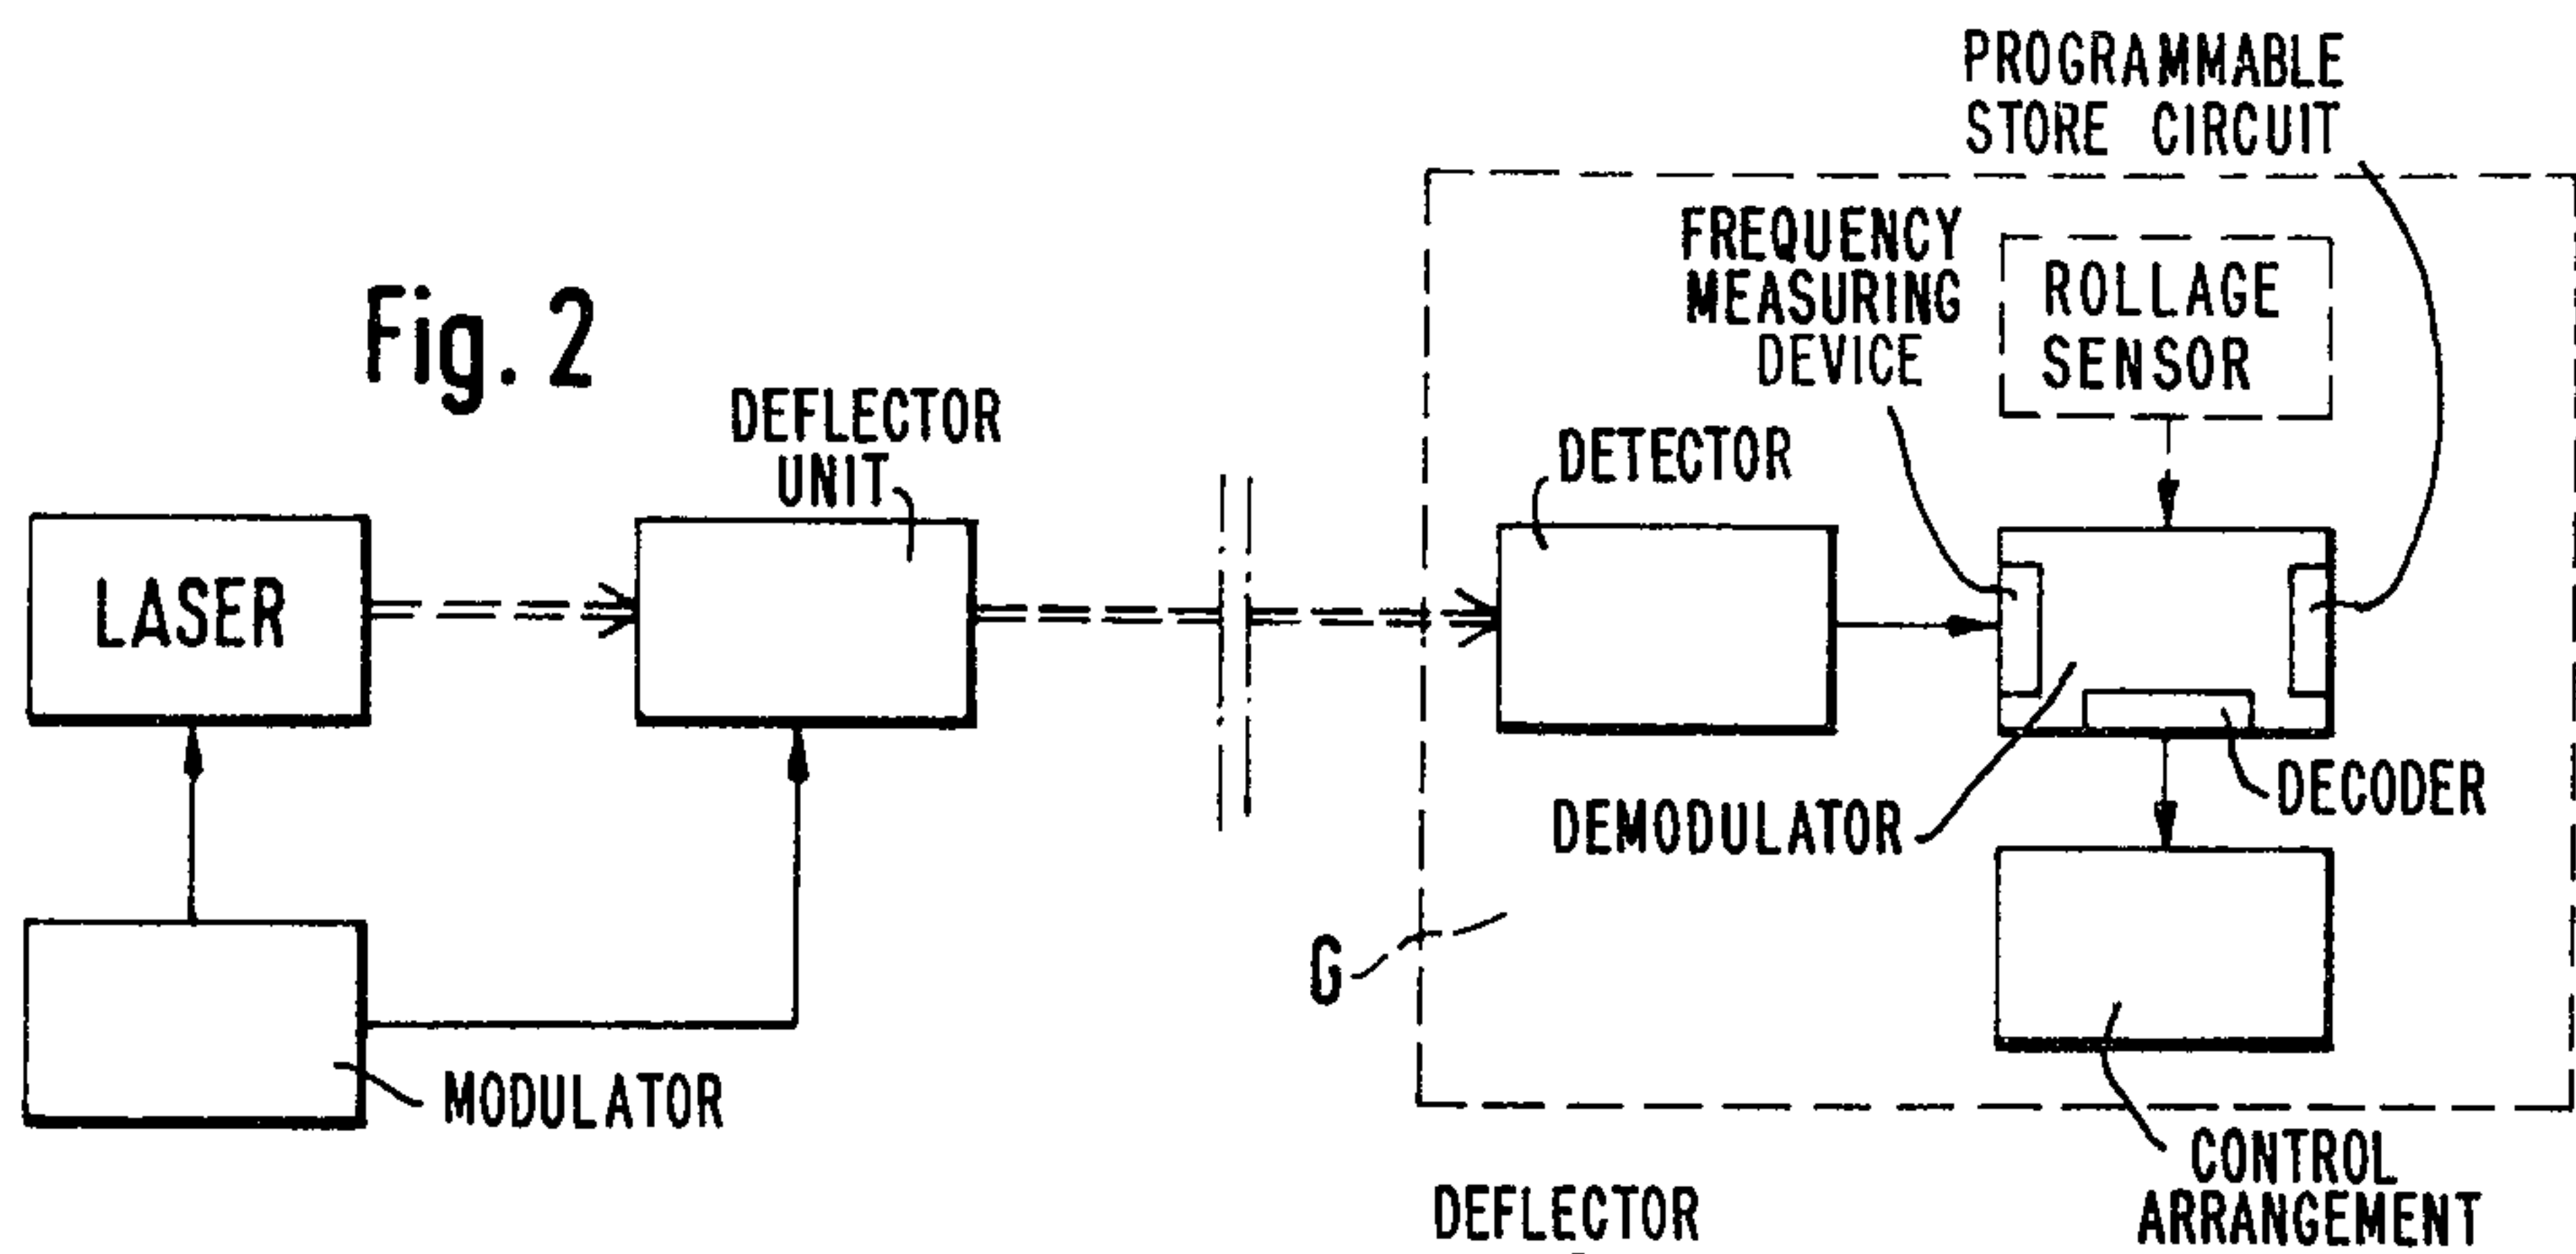 PROGRAMMABLE
STORE CIRCUIT
FREQUENCY
MEASURING
DEVICE
ROLLAGE
SENSOR
Fig. 2
DEFLECTOR
UNIT
DETECTOR
LASER
DECODER
DEMODULATOR
G
MODULATOR
CONTROL
ARRANGEMENT
DEFLECTOR